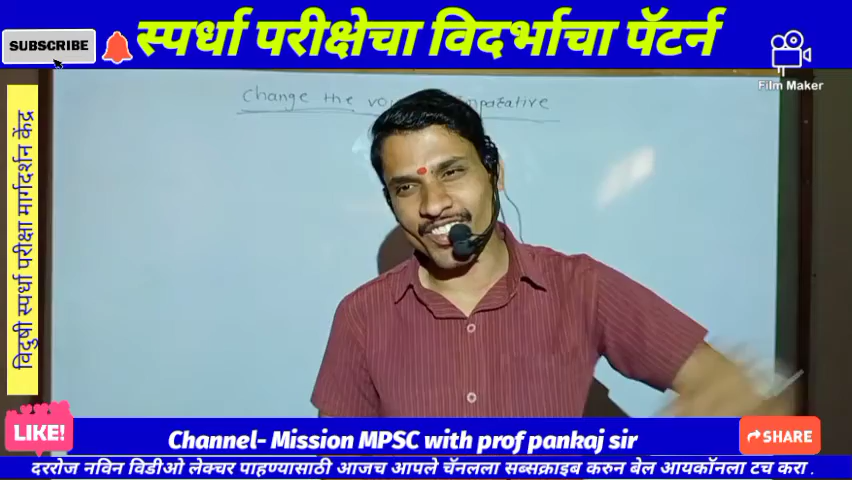 स्पर्धा परीक्षेचा विदर्भाचा पॅटर्न
SUBSCRIBE
Film Maker
Change the
विदुषी स्पर्धा परीक्षा मार्गदर्शन केंद्र
LIKE!
Channel- Mission MPSC with prof pankaj sir
SHARE
दररोज नविन विडीओ लेक्चर पाहण्यासाठी आजच आपले चॅनलला सब्सक्राइब करुन बेल आयकॉनला टच करा .